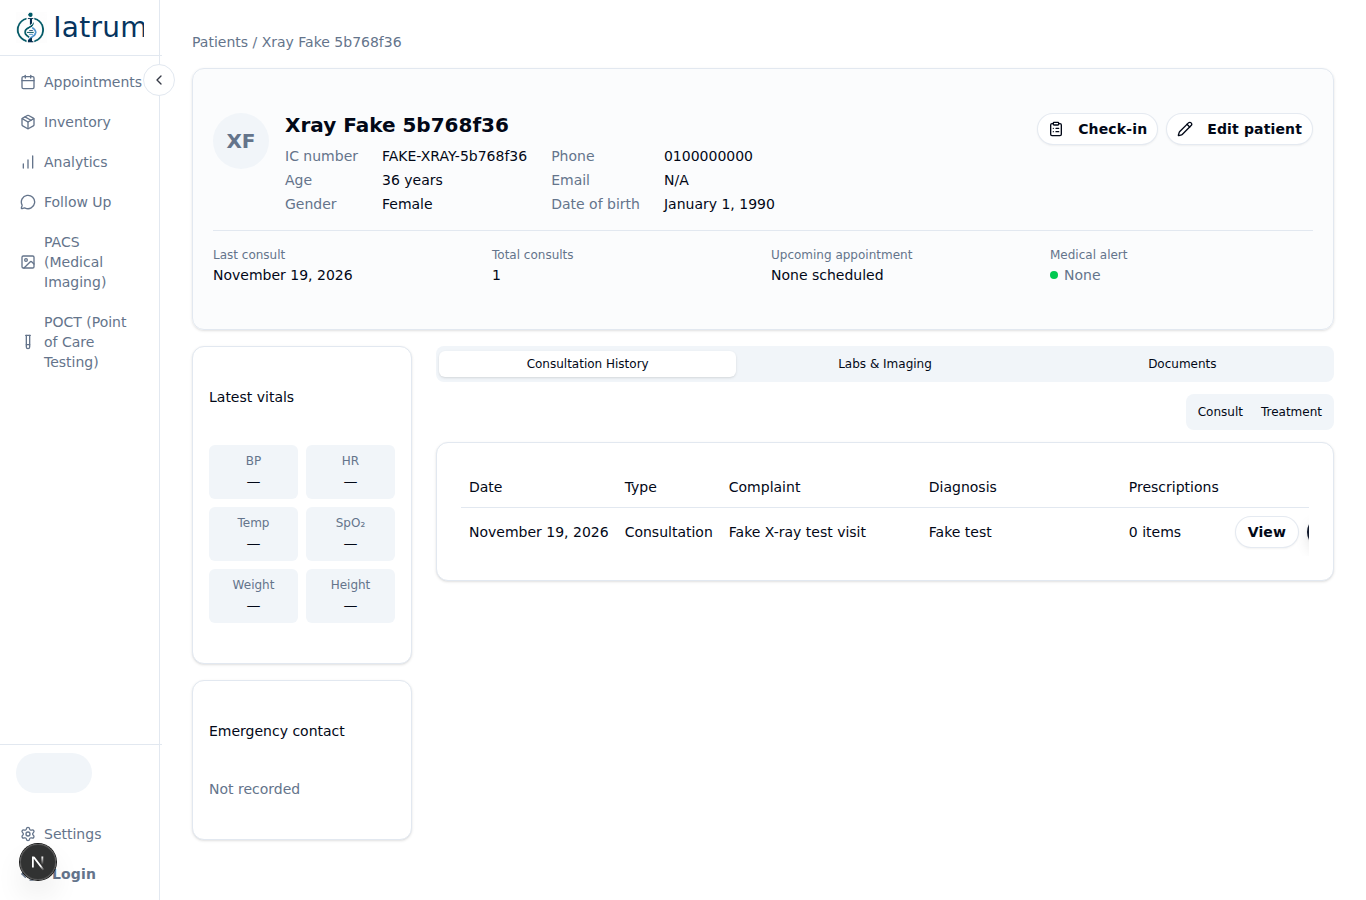 Iatrum
Appointments
Inventory
Analytics
Follow Up
PACS
(Medical
Imaging)
POCT (Point
of Care
Testing)
Settings
Login
N
Patients / Xray Fake 5b768f36
XF
Xray Fake 5b768f36
Check-in
Edit patient
IC number FAKE-XRAY-5b768f36 Phone 0100000000
Age 36 years Email N/A
Gender Female Date of birth January 1, 1990
Last consult Total consults Upcoming appointment Medical alert
November 19, 2026 1 None scheduled None
Latest vitals
BP HR
— —
Temp SpO₂
— —
Weight Height
— —
Emergency contact
Not recorded
Consultation History Labs & Imaging Documents
Consult Treatment
Date Type Complaint Diagnosis Prescriptions
November 19, 2026 Consultation Fake X-ray test visit Fake test 0 items View